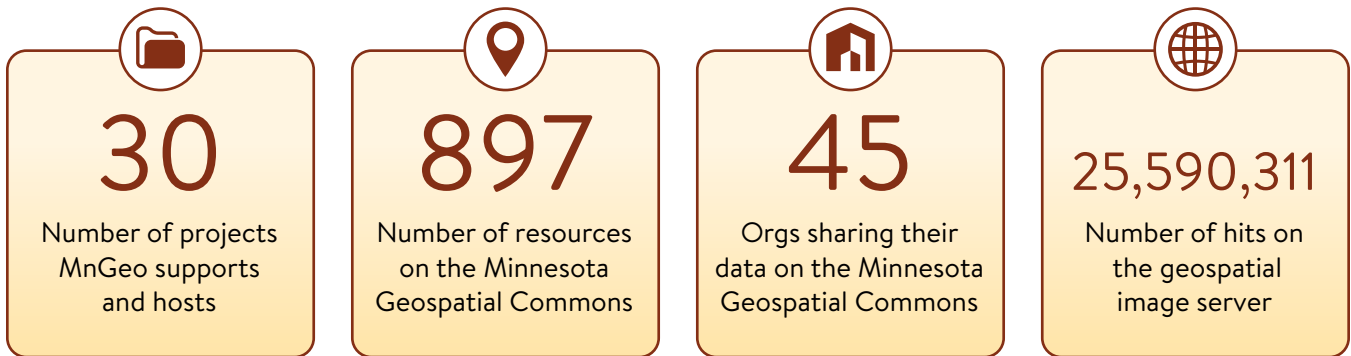 30
Number of projects
MnGeo supports
and hosts
897
Number of resources
on the Minnesota
Geospatial Commons
45
Orgs sharing their
data on the Minnesota
Geospatial Commons
25,590,311
Number of hits on
the geospatial
image server